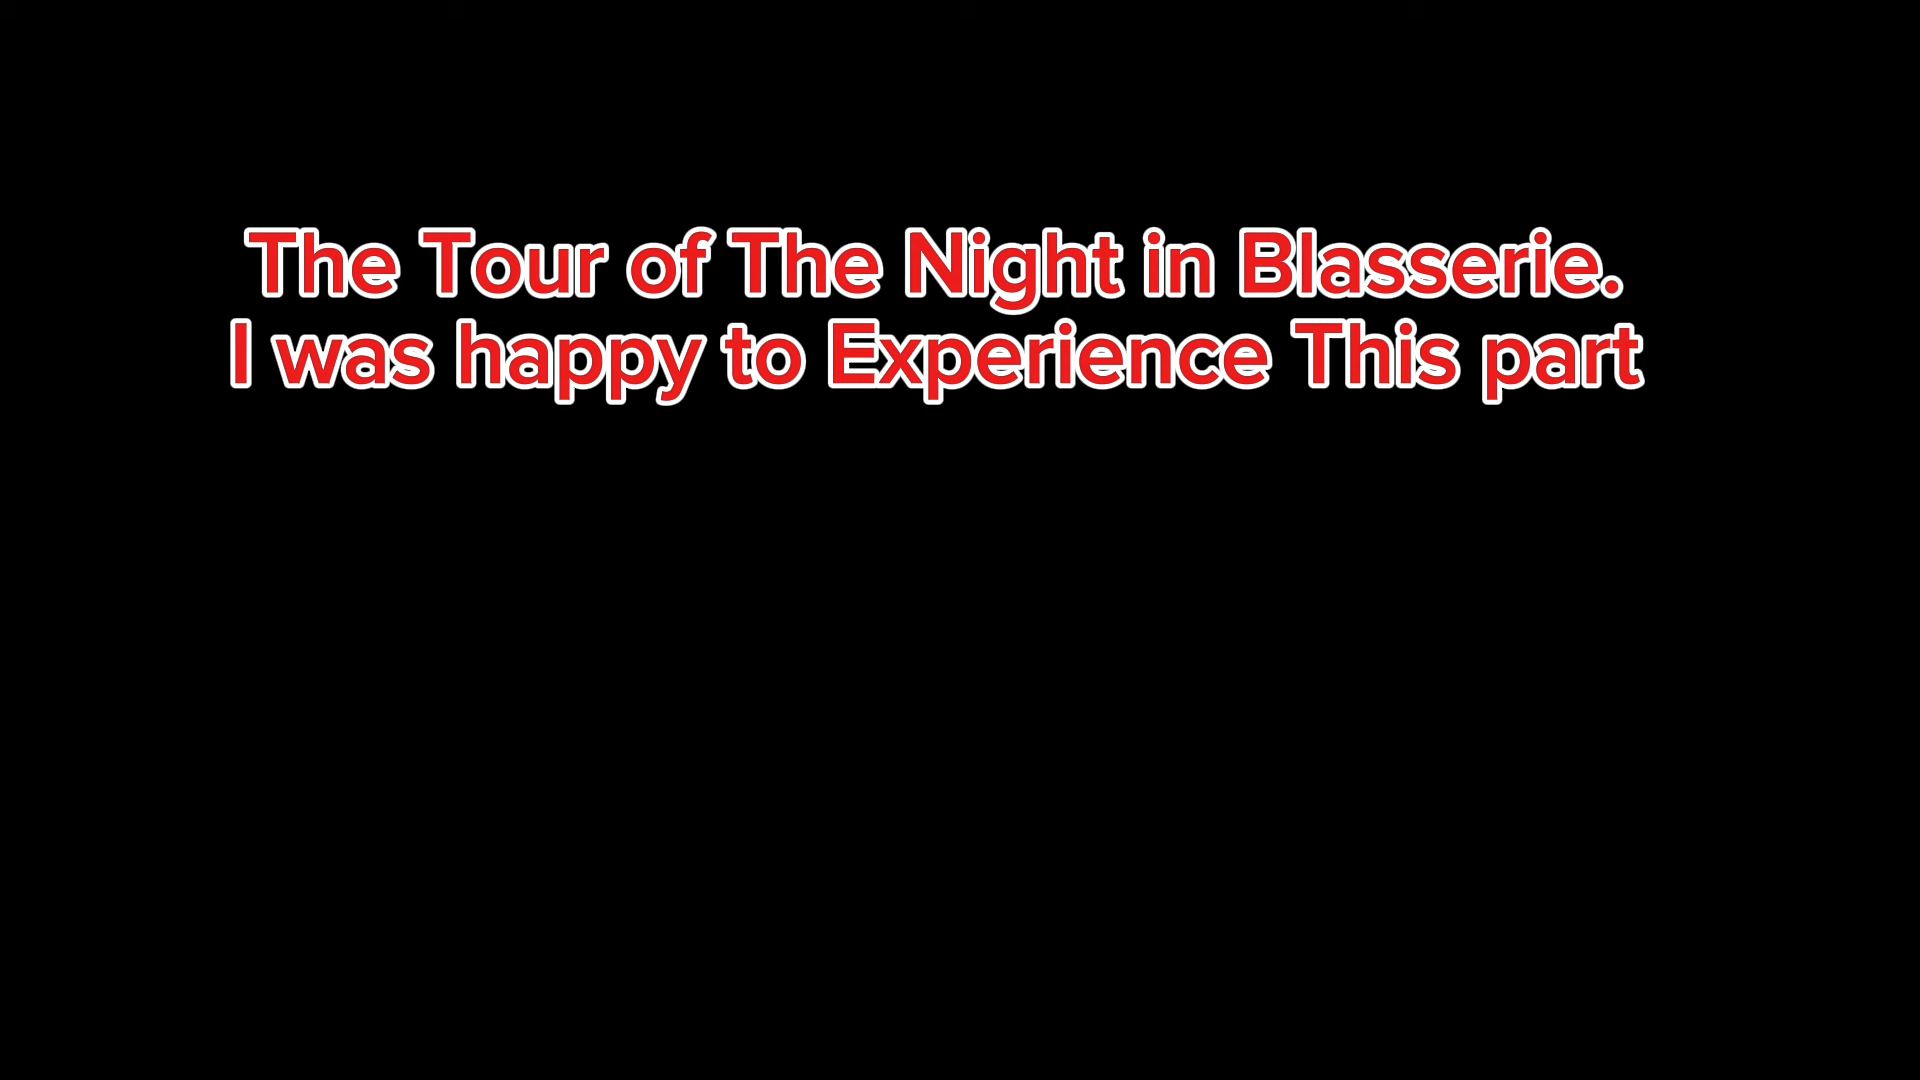 The Tour of The Night in Blasserie.
I was happy to Experience This part